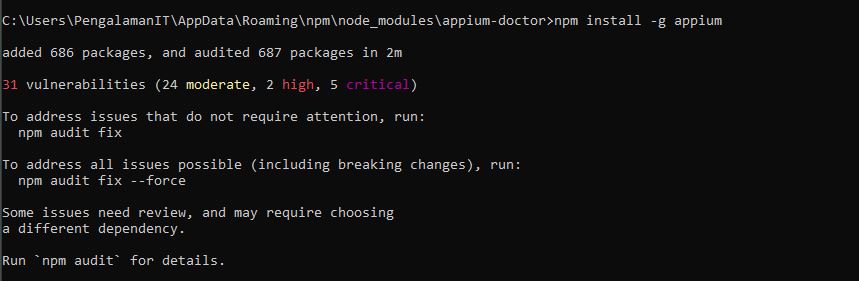 C:\Users\PengalamanIT\AppData\Roaming\npm\node_modules\appium-doctor>npm install -g appium
added 686 packages, and audited 687 packages in 2m
31 vulnerabilities (24 moderate, 2 high, 5 critical)
To address issues that do not require attention, run:
  npm audit fix
To address all issues possible (including breaking changes), run:
  npm audit fix --force
Some issues need review, and may require choosing
a different dependency.
Run `npm audit` for details.